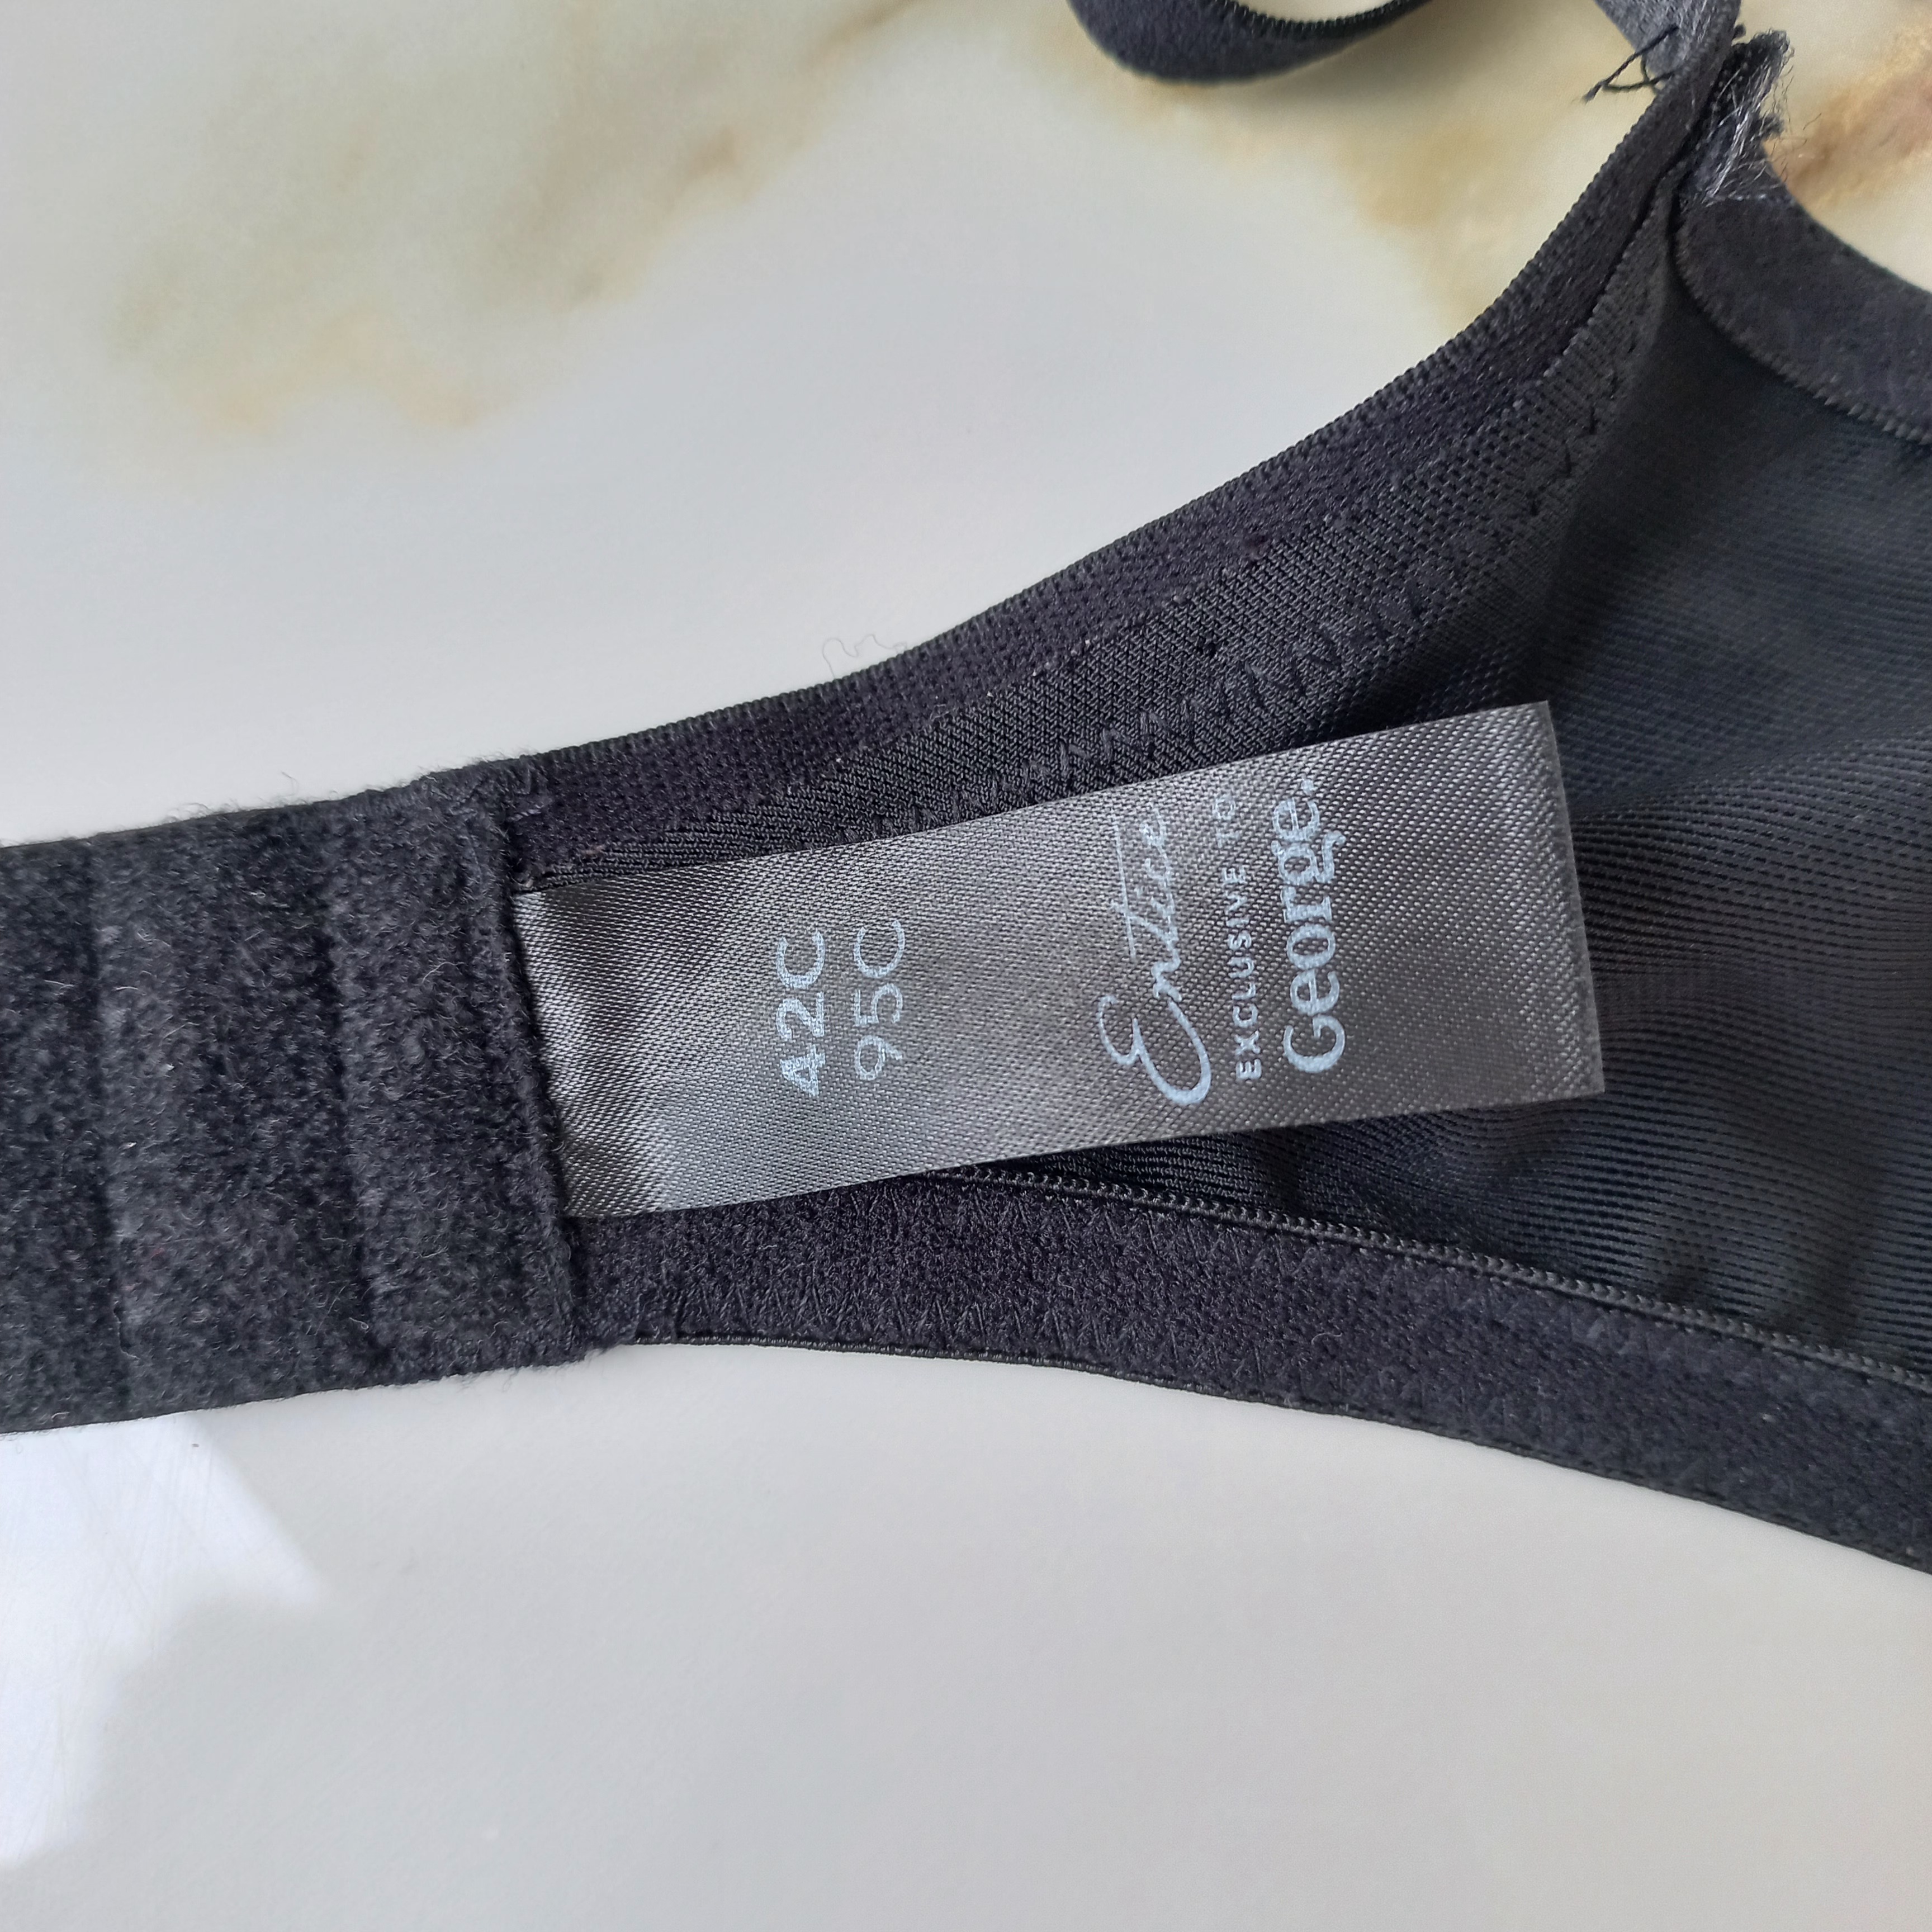 42C
95C
Entice
EXCLUSIVE TO
George.